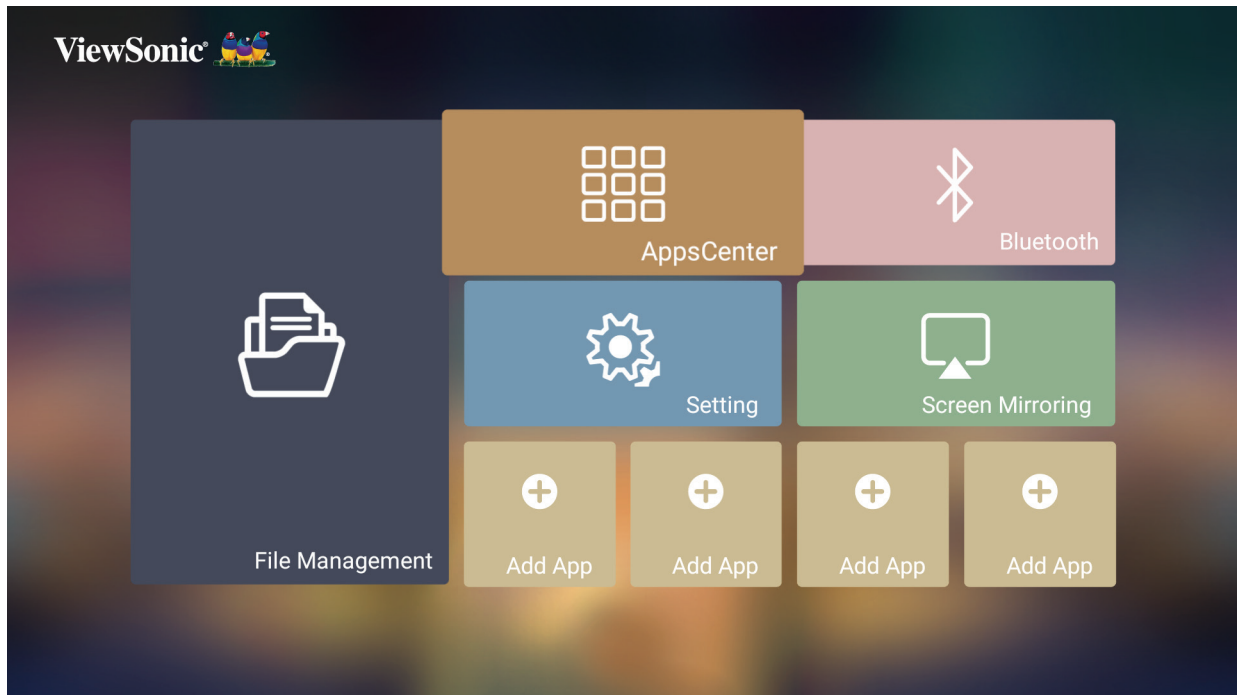 ViewSonic®
AppsCenter
Bluetooth
Setting
Screen Mirroring
File Management
Add App
Add App
Add App
Add App